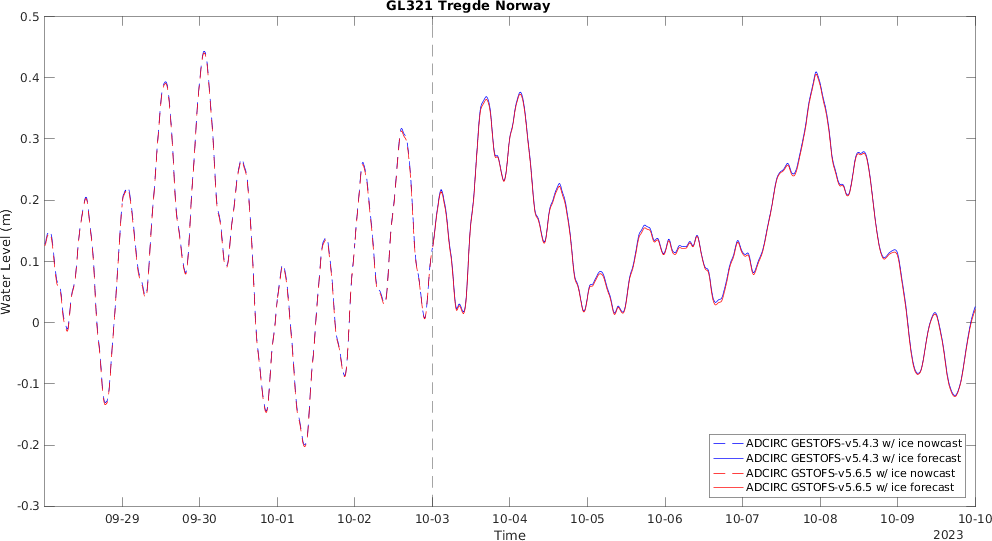 GL321 Tregde Norway
0.5
0.4
0.3
0.2
0.1
0
-0.1
-0.2
-0.3
Water Level (m)
ADCIRC GESTOFS-v5.4.3 w/ ice nowcast
ADCIRC GESTOFS-v5.4.3 w/ ice forecast
ADCIRC GSTOFS-v5.6.5 w/ ice nowcast
ADCIRC GSTOFS-v5.6.5 w/ ice forecast
09-29 09-30 10-01 10-02 10-03 10-04 10-05 10-06 10-07 10-08 10-09 10-10
Time
2023